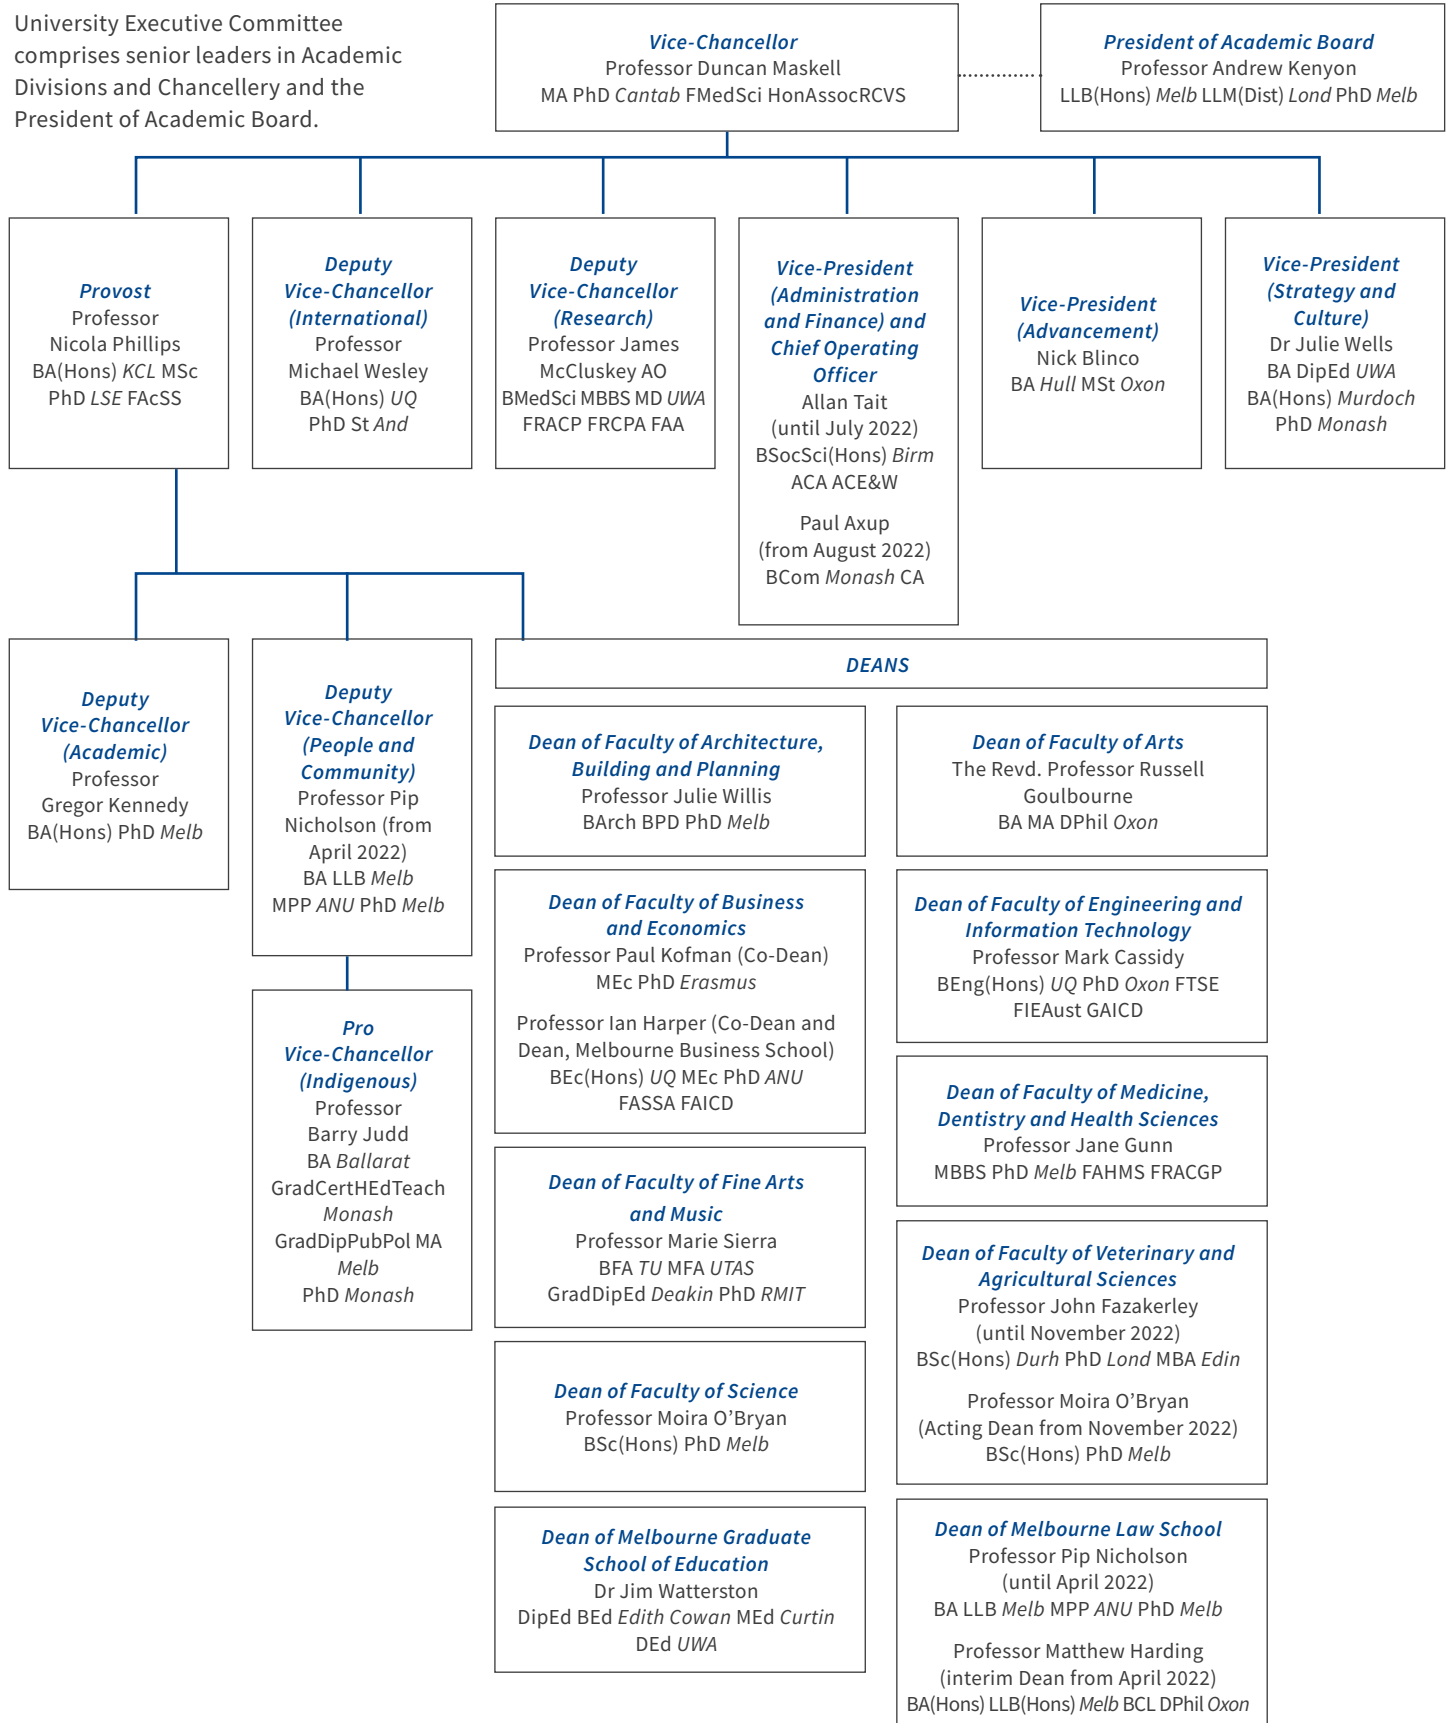 University Executive Committee
comprises senior leaders in Academic
Divisions and Chancellery and the
President of Academic Board.
Vice-Chancellor
Professor Duncan Maskell
MA PhD Cantab FMedSci HonAssocRCVS
President of Academic Board
Professor Andrew Kenyon
LLB(Hons) Melb LLM(Dist) Lond PhD Melb
Provost
Professor
Nicola Phillips
BA(Hons) KCL MSc
PhD LSE FAcSS
Deputy
Vice-Chancellor
(International)
Professor
Michael Wesley
BA(Hons) UQ
PhD St And
Deputy
Vice-Chancellor
(Research)
Professor James
McCluskey AO
BMedSci MBBS MD UWA
FRACP FRCPA FAA
Vice-President
(Administration
and Finance) and
Chief Operating
Officer
Allan Tait
(until July 2022)
BSocSci(Hons) Birm
ACA ACE&W
Paul Axup
(from August 2022)
BCom Monash CA
Vice-President
(Advancement)
Nick Blinco
BA Hull MSt Oxon
Vice-President
(Strategy and
Culture)
Dr Julie Wells
BA DipEd UWA
BA(Hons) Murdoch
PhD Monash
Deputy
Vice-Chancellor
(Academic)
Professor
Gregor Kennedy
BA(Hons) PhD Melb
Deputy
Vice-Chancellor
(People and
Community)
Professor Pip
Nicholson (from
April 2022)
BA LLB Melb
MPP ANU PhD Melb
Pro
Vice-Chancellor
(Indigenous)
Professor
Barry Judd
BA Ballarat
GradCertHEdTeach
Monash
GradDipPubPol MA
Melb
PhD Monash
DEANS
Dean of Faculty of Architecture,
Building and Planning
Professor Julie Willis
BArch BPD PhD Melb
Dean of Faculty of Arts
The Revd. Professor Russell
Goulbourne
BA MA DPhil Oxon
Dean of Faculty of Business
and Economics
Professor Paul Kofman (Co-Dean)
MEc PhD Erasmus
Professor Ian Harper (Co-Dean and
Dean, Melbourne Business School)
BEc(Hons) UQ MEc PhD ANU
FASSA FAICD
Dean of Faculty of Engineering and
Information Technology
Professor Mark Cassidy
BEng(Hons) UQ PhD Oxon FTSE
FIEAust GAICD
Dean of Faculty of Medicine,
Dentistry and Health Sciences
Professor Jane Gunn
MBBS PhD Melb FAHMS FRACGP
Dean of Faculty of Fine Arts
and Music
Professor Marie Sierra
BFA TU MFA UTAS
GradDipEd Deakin PhD RMIT
Dean of Faculty of Veterinary and
Agricultural Sciences
Professor John Fazakerley
(until November 2022)
BSc(Hons) Durh PhD Lond MBA Edin
Professor Moira O’Bryan
(Acting Dean from November 2022)
BSc(Hons) PhD Melb
Dean of Faculty of Science
Professor Moira O’Bryan
BSc(Hons) PhD Melb
Dean of Melbourne Graduate
School of Education
Dr Jim Watterston
DipEd BEd Edith Cowan MEd Curtin
DEd UWA
Dean of Melbourne Law School
Professor Pip Nicholson
(until April 2022)
BA LLB Melb MPP ANU PhD Melb
Professor Matthew Harding
(interim Dean from April 2022)
BA(Hons) LLB(Hons) Melb BCL DPhil Oxon